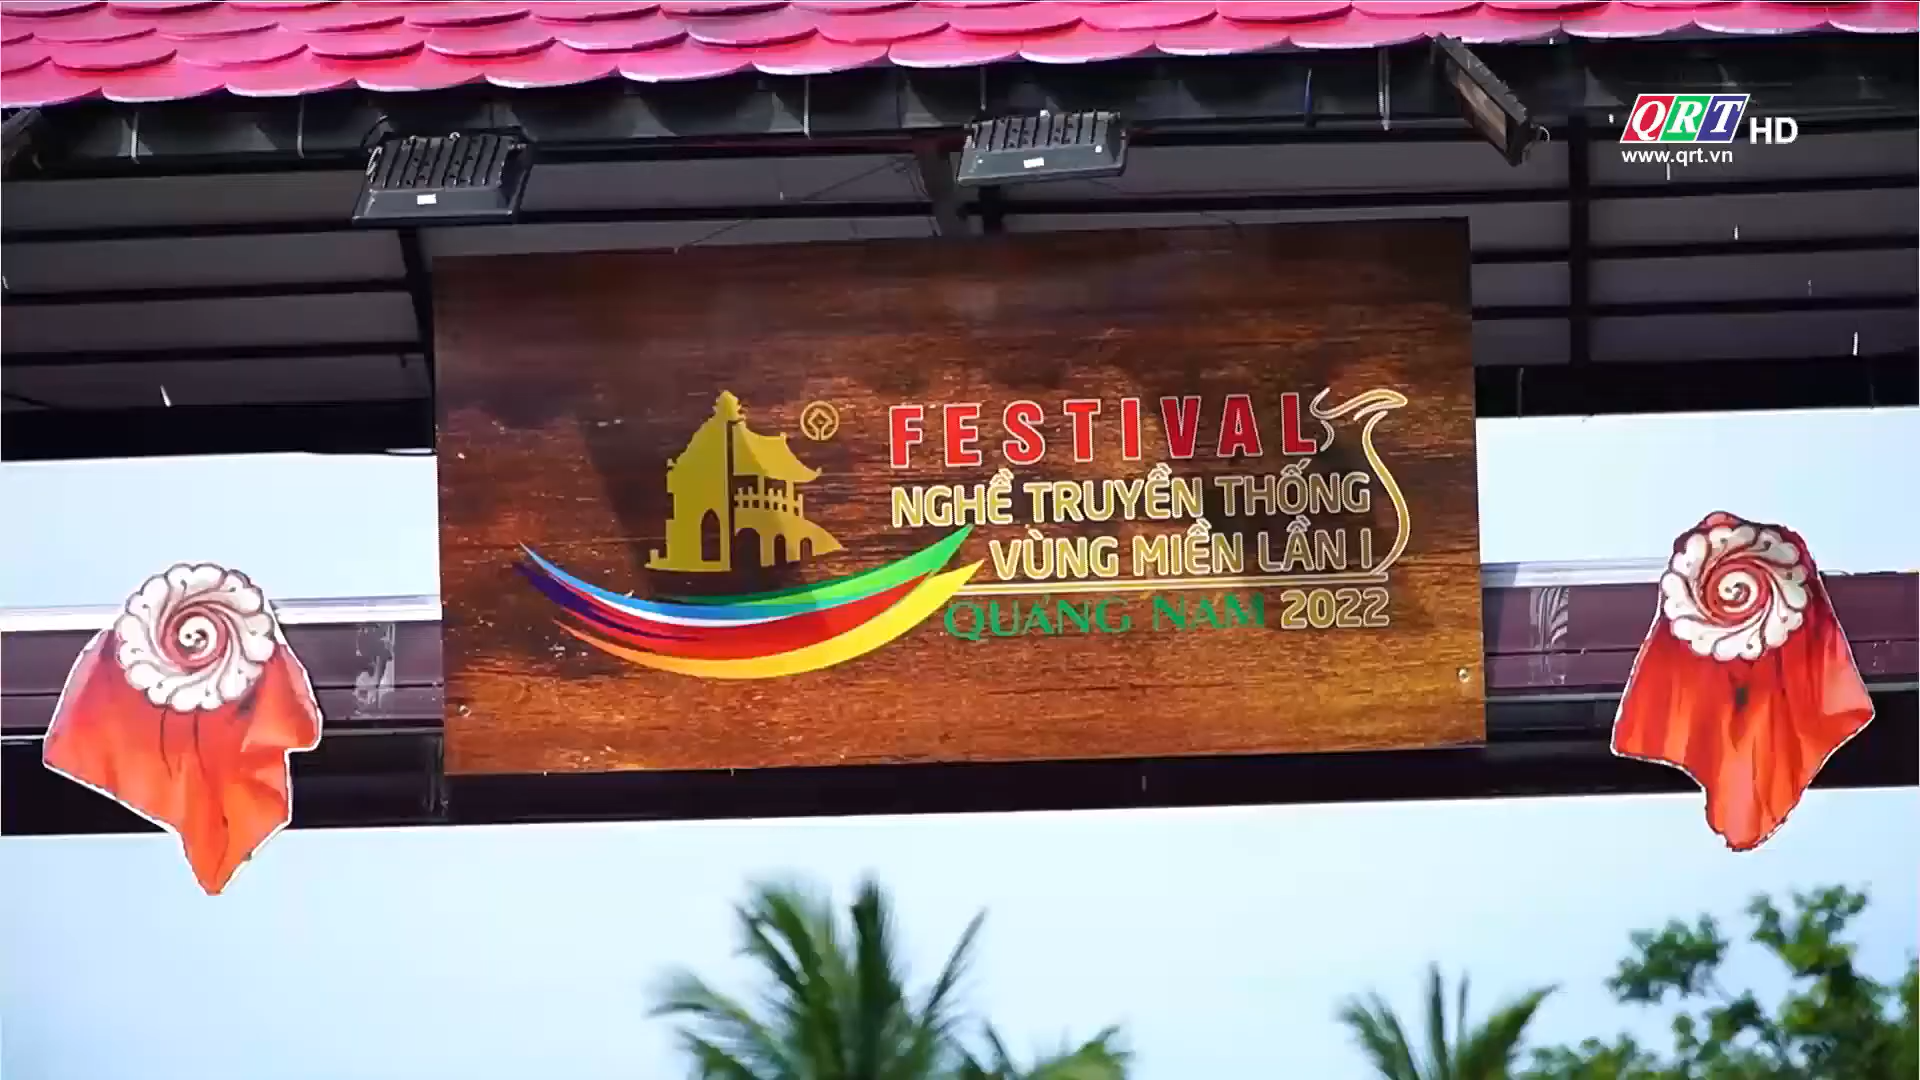 QRT HD
www.qrt.vn
FESTIVAL
NGHỀ TRUYỀN THỐNG
VÙNG MIỀN LẦN I
QUẢNG NAM 2022